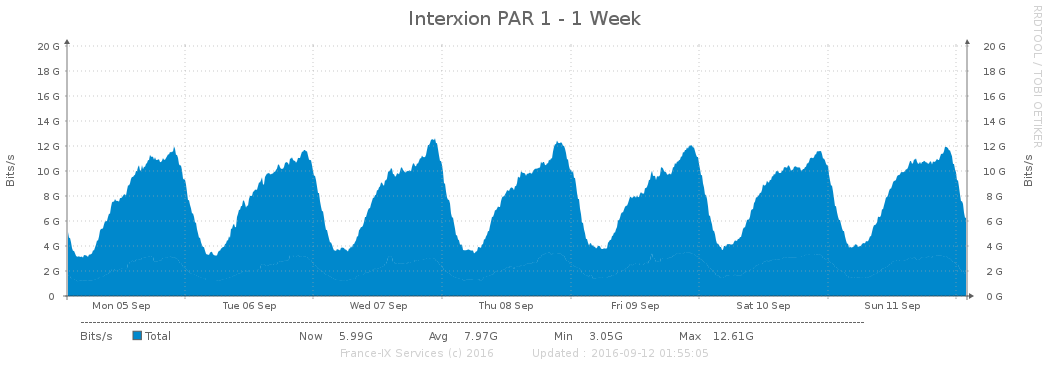 Interxion PAR 1 - 1 Week
RRDTOOL / TOBI OETIKER
Bits/s
20 G 20 G
18 G 18 G
16 G 16 G
14 G 14 G
12 G 12 G
10 G 10 G
8 G 8 G
6 G 6 G
4 G 4 G
2 G 2 G
0 0 G
Bits/s
Mon 05 Sep Tue 06 Sep Wed 07 Sep Thu 08 Sep Fri 09 Sep Sat 10 Sep Sun 11 Sep
Bits/s Total Now 5.99G Avg 7.97G Min 3.05G Max 12.61G
France-IX Services (c) 2016 Updated : 2016-09-12 01:55:05